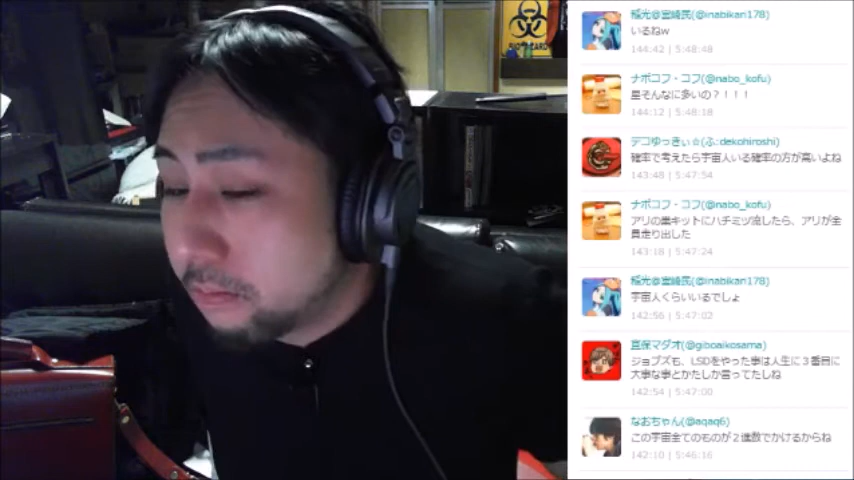 BIOHEARD
稲光@宮崎民(@inabikari178)
いるねw
144:42 | 5:48:48
ナポコフ・コフ(@nabo_kofu)
星そんなに多いの?!!!
144:12 | 5:48:18
デコゆっきぃ☆(ふ:dekohiroshi)
確率で考えたら宇宙人いる確率の方が高いよね
143:48 | 5:47:54
ナポコフ・コフ(@nabo_kofu)
アリの巣キットにハチミツ流したら、アリが全
員走り出した
143:18 | 5:47:24
稲光@宮崎民(@inabikari178)
宇宙人くらいいるでしょ
142:56 | 5:47:02
宜保マダオ(@giboaikosama)
ジョブズも、LSDをやった事は人生に3番目に
大事な事とかたしか言ってたしね
142:54 | 5:47:00
なおちゃん(@aqaq6)
この宇宙全てのものが2進数でかけるからね
142:10 | 5:46:16